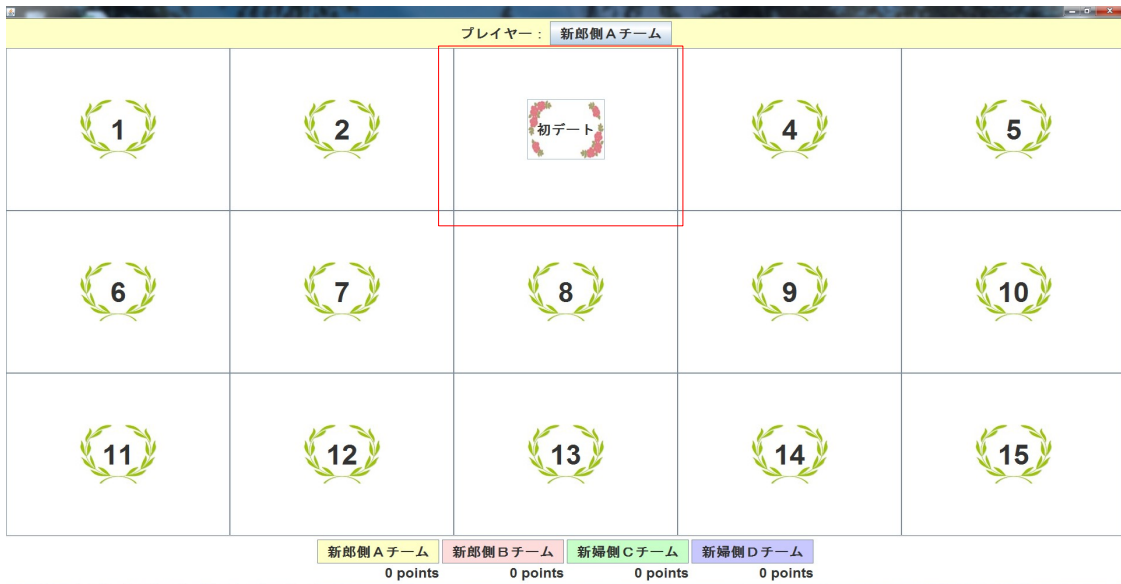 プレイヤー： 新郎側Aチーム
1 2 初デート 4 5
6 7 8 9 10
11 12 13 14 15
新郎側Aチーム 新郎側Bチーム 新婦側Cチーム 新婦側Dチーム
0 points 0 points 0 points 0 points